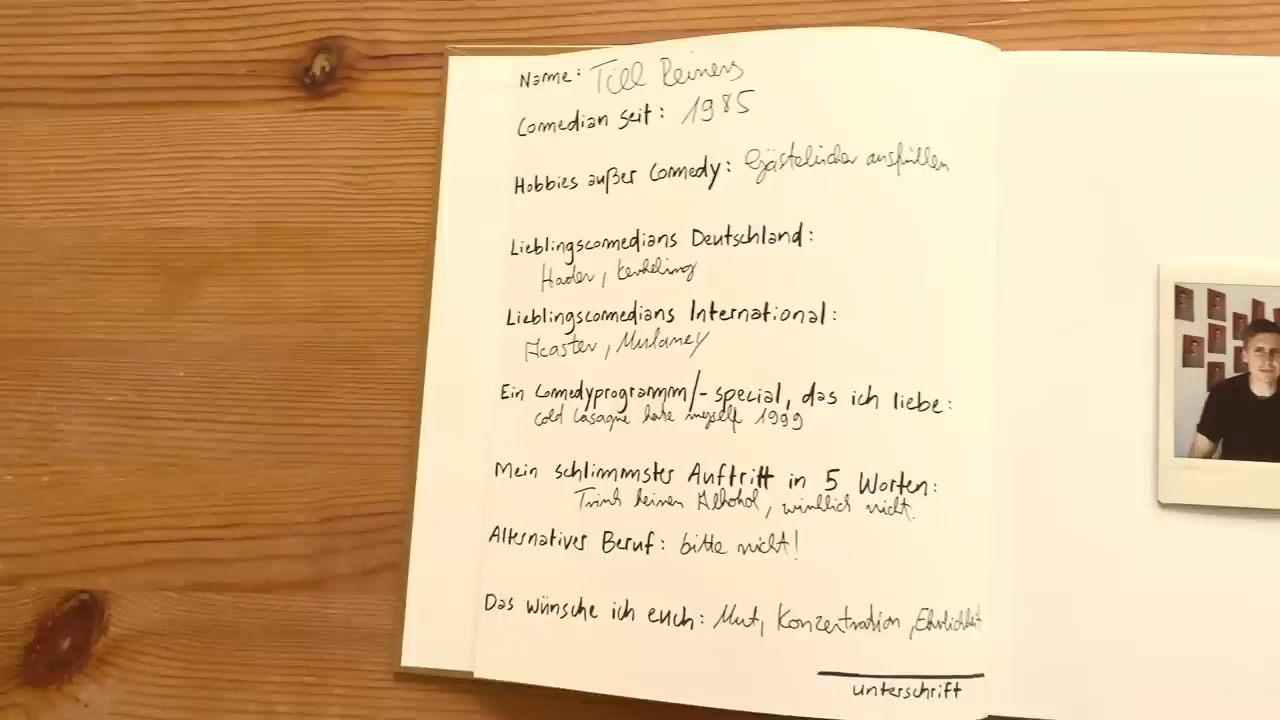 Name: Till Reiners
Comedian seit: 1985
Hobbies außer Comedy: Gästebücher ausfüllen
Lieblingscomedians Deutschland:
Hader, Kerkeling
Lieblingscomedians International:
Acaster, Mulaney
Ein Comedyprogramm/-special, das ich liebe:
cold Lasagne hate myself 1999
Mein schlimmster Auftritt in 5 Worten:
Trink keinen Alkohol, wirklich nicht.
Alternativer Beruf: bitte nicht!
Das wünsche ich euch: Mut, Konzentration, Ehrlichkeit
unterschrift